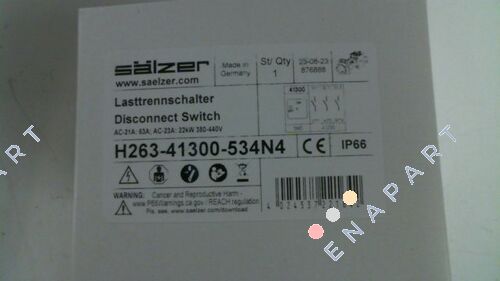 sälzer
www.saelzer.com
Made in
Germany
St/ Qty
1
23-08-23
876888
Lasttrennschalter
Disconnect Switch
AC-21A: 63A; AC-23A: 22kW 380-440V
41300
H263-41300-534N4
CE
IP66
WARNING: Cancer and Reproductive Harm -
www.P65Warnings.ca.gov / REACH regulation
Pls. see: www.saelzer.com/download
ENAPART